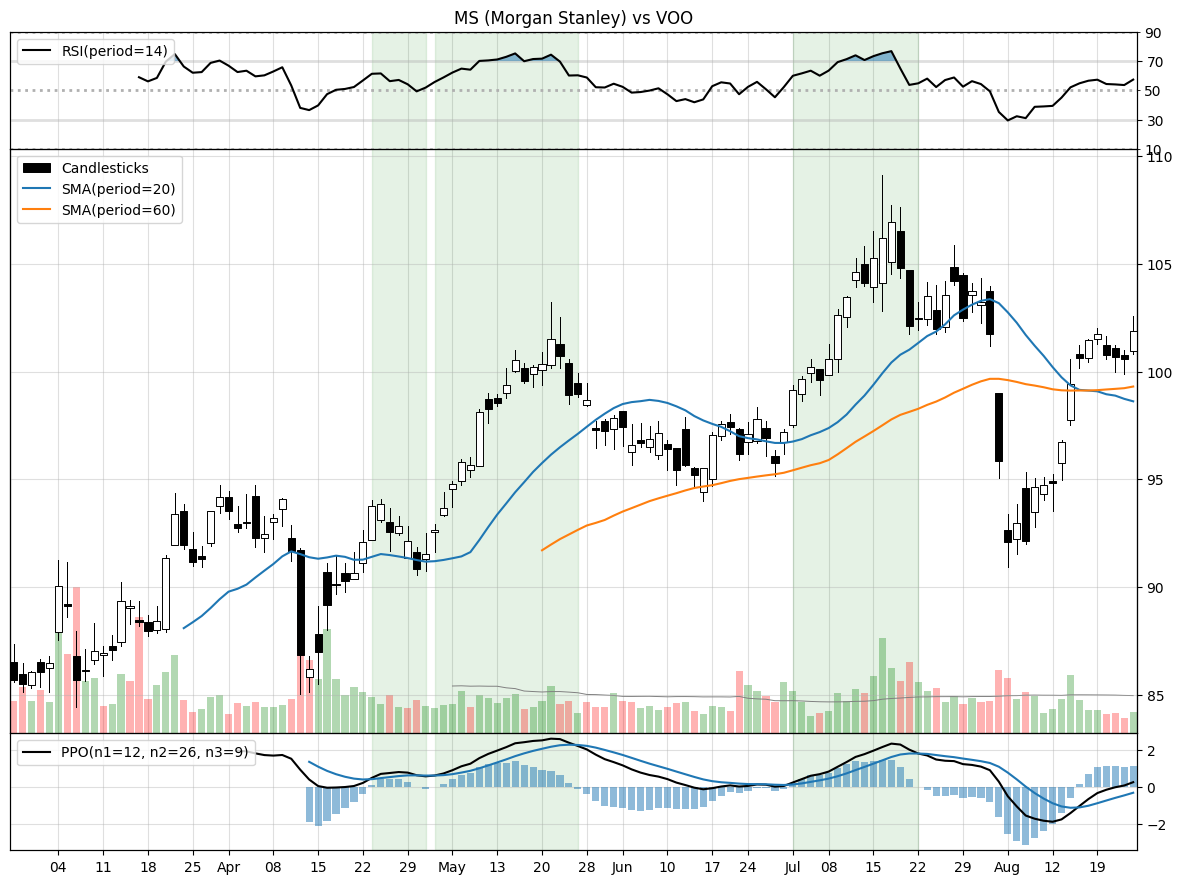 MS (Morgan Stanley) vs VOO
RSI(period=14)
90
70
50
30
10
Candlesticks
SMA(period=20)
SMA(period=60)
110
105
100
95
90
85
PPO(n1=12, n2=26, n3=9)
2
0
−2
04 11 18 25 Apr 08 15 22 29 May 13 20 28 Jun 10 17 24 Jul 08 15 22 29 Aug 12 19